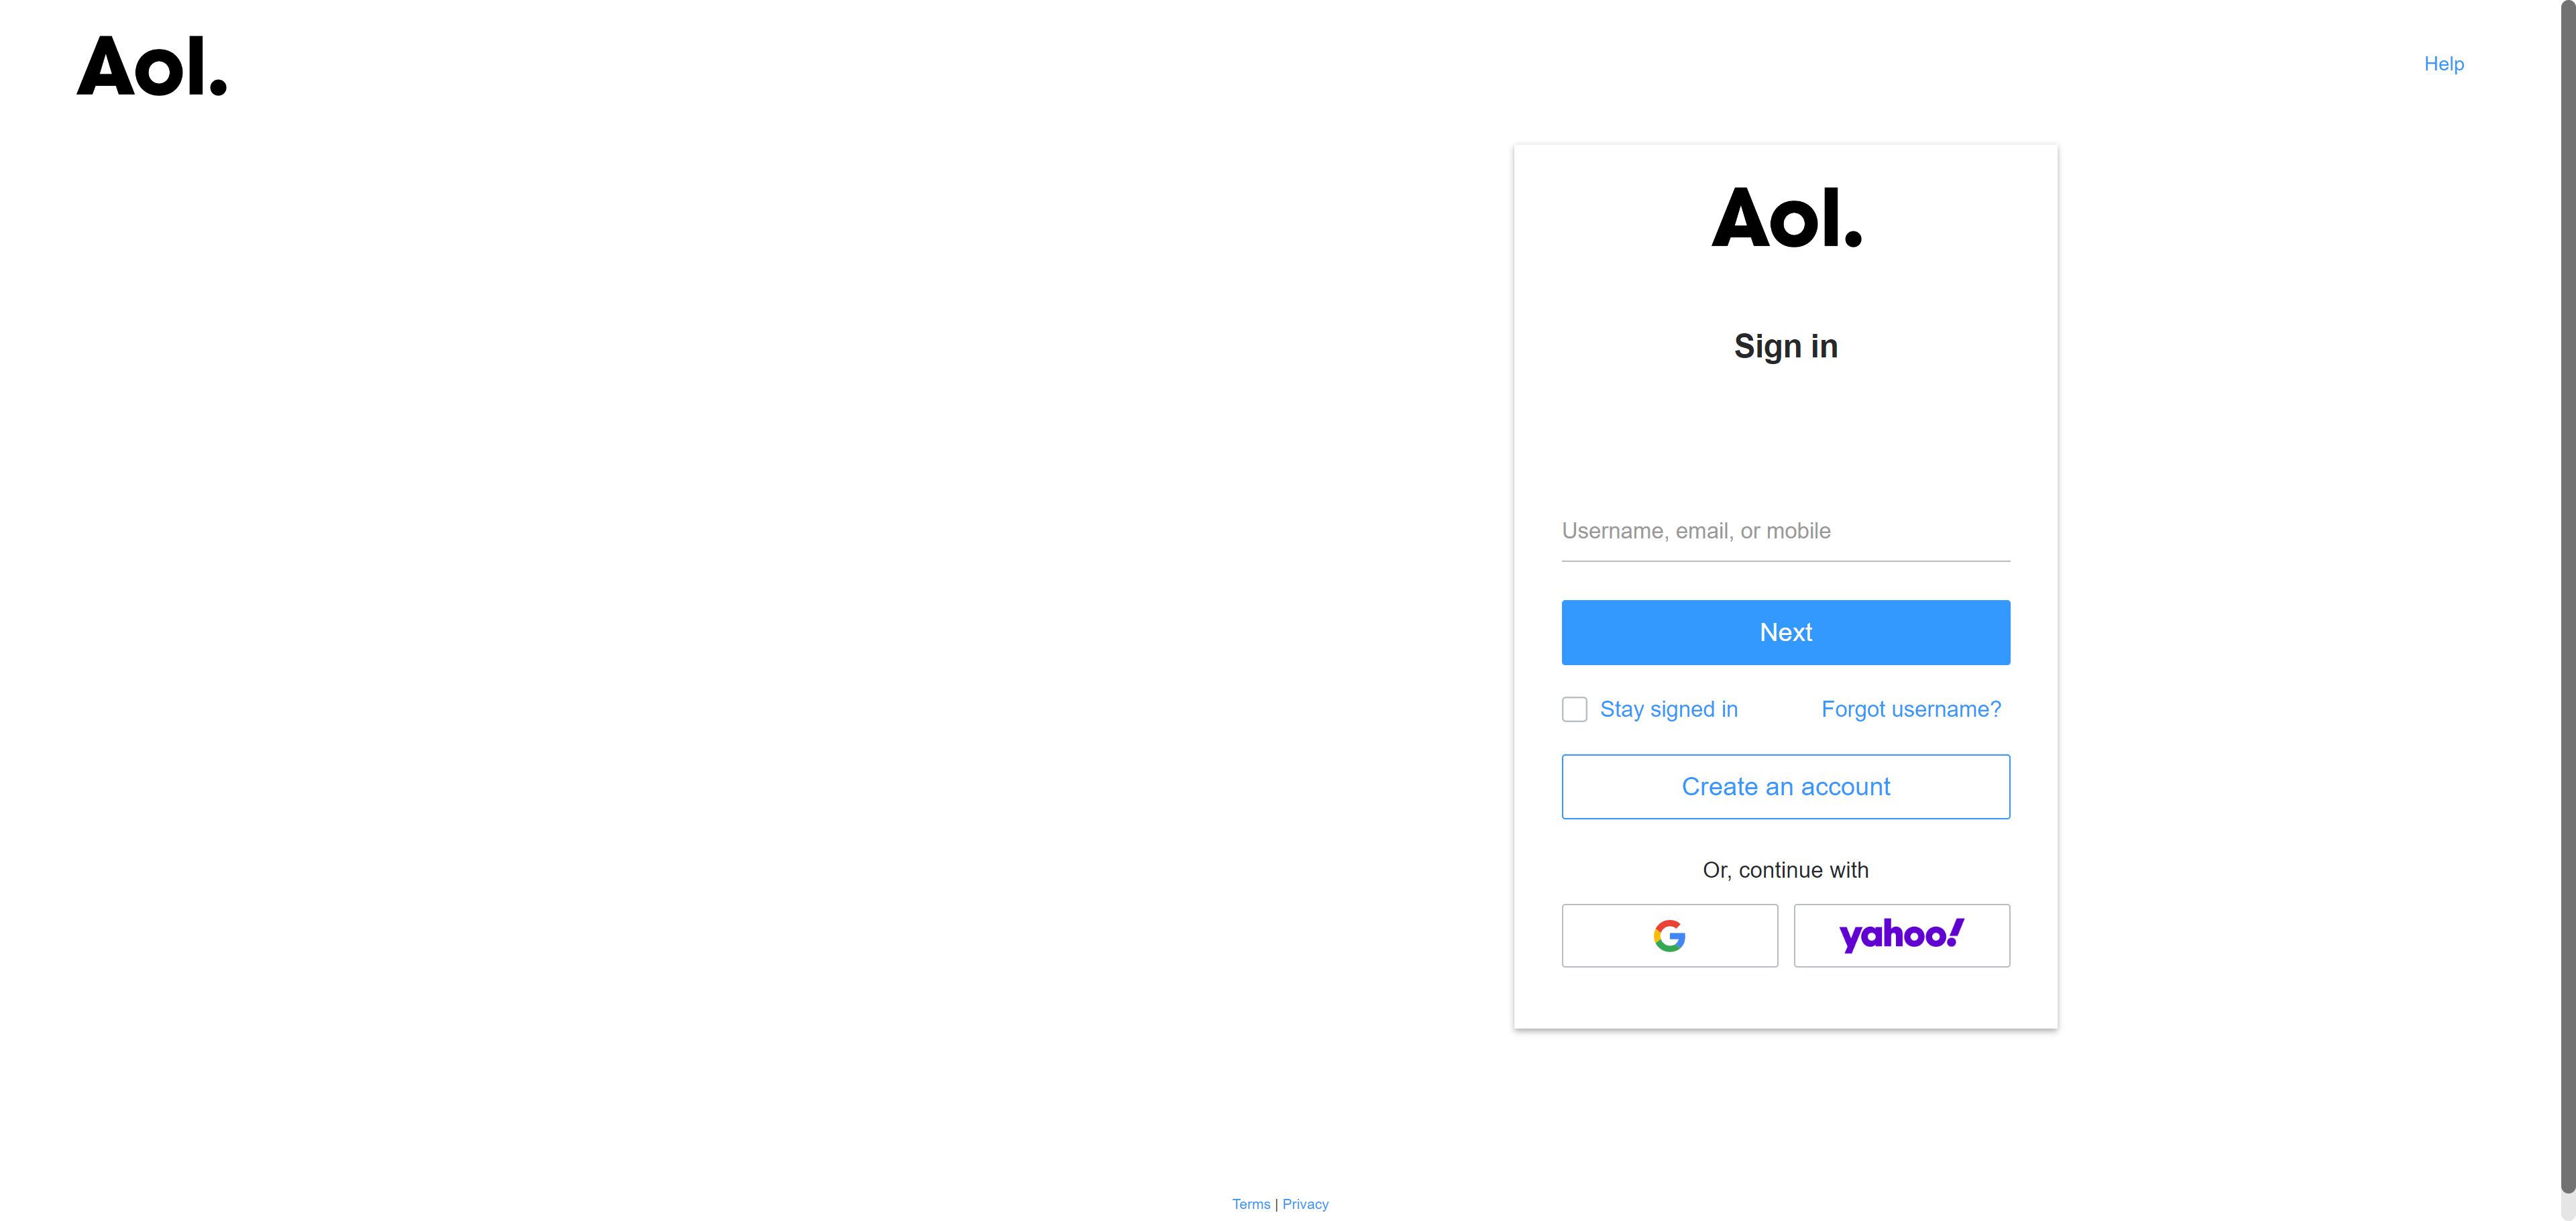 Aol.
Help
Aol.
Sign in
Username, email, or mobile
Next
Stay signed in
Forgot username?
Create an account
Or, continue with
G
yahoo!
Terms | Privacy